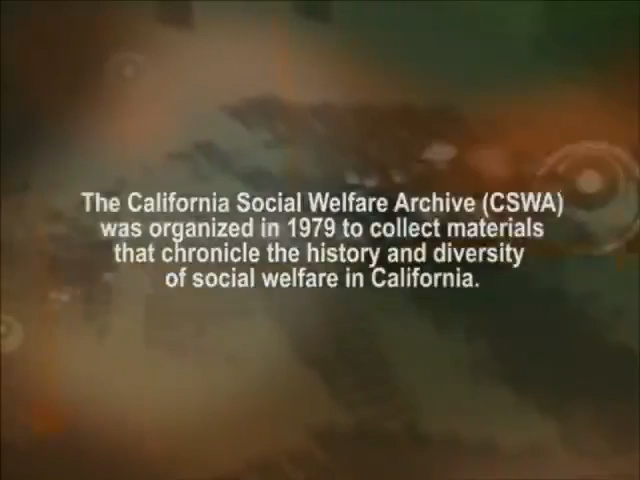 The California Social Welfare Archive (CSWA)
was organized in 1979 to collect materials
that chronicle the history and diversity
of social welfare in California.